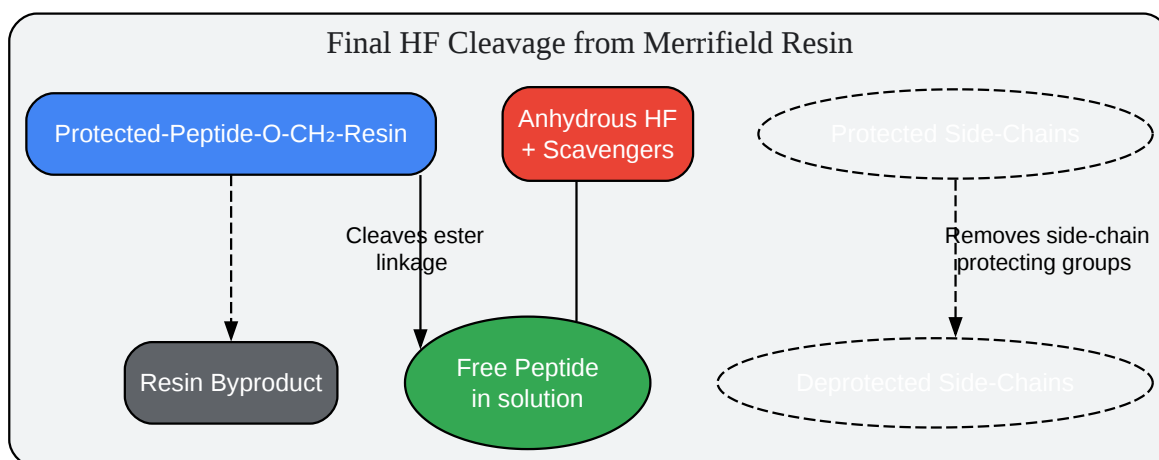 Final HF Cleavage from Merrifield Resin
Protected-Peptide-O-CH₂-Resin
Anhydrous HF
+ Scavengers
Protected Side-Chains
Cleaves ester
linkage
Removes side-chain
protecting groups
Resin Byproduct
Free Peptide
in solution
Deprotected Side-Chains